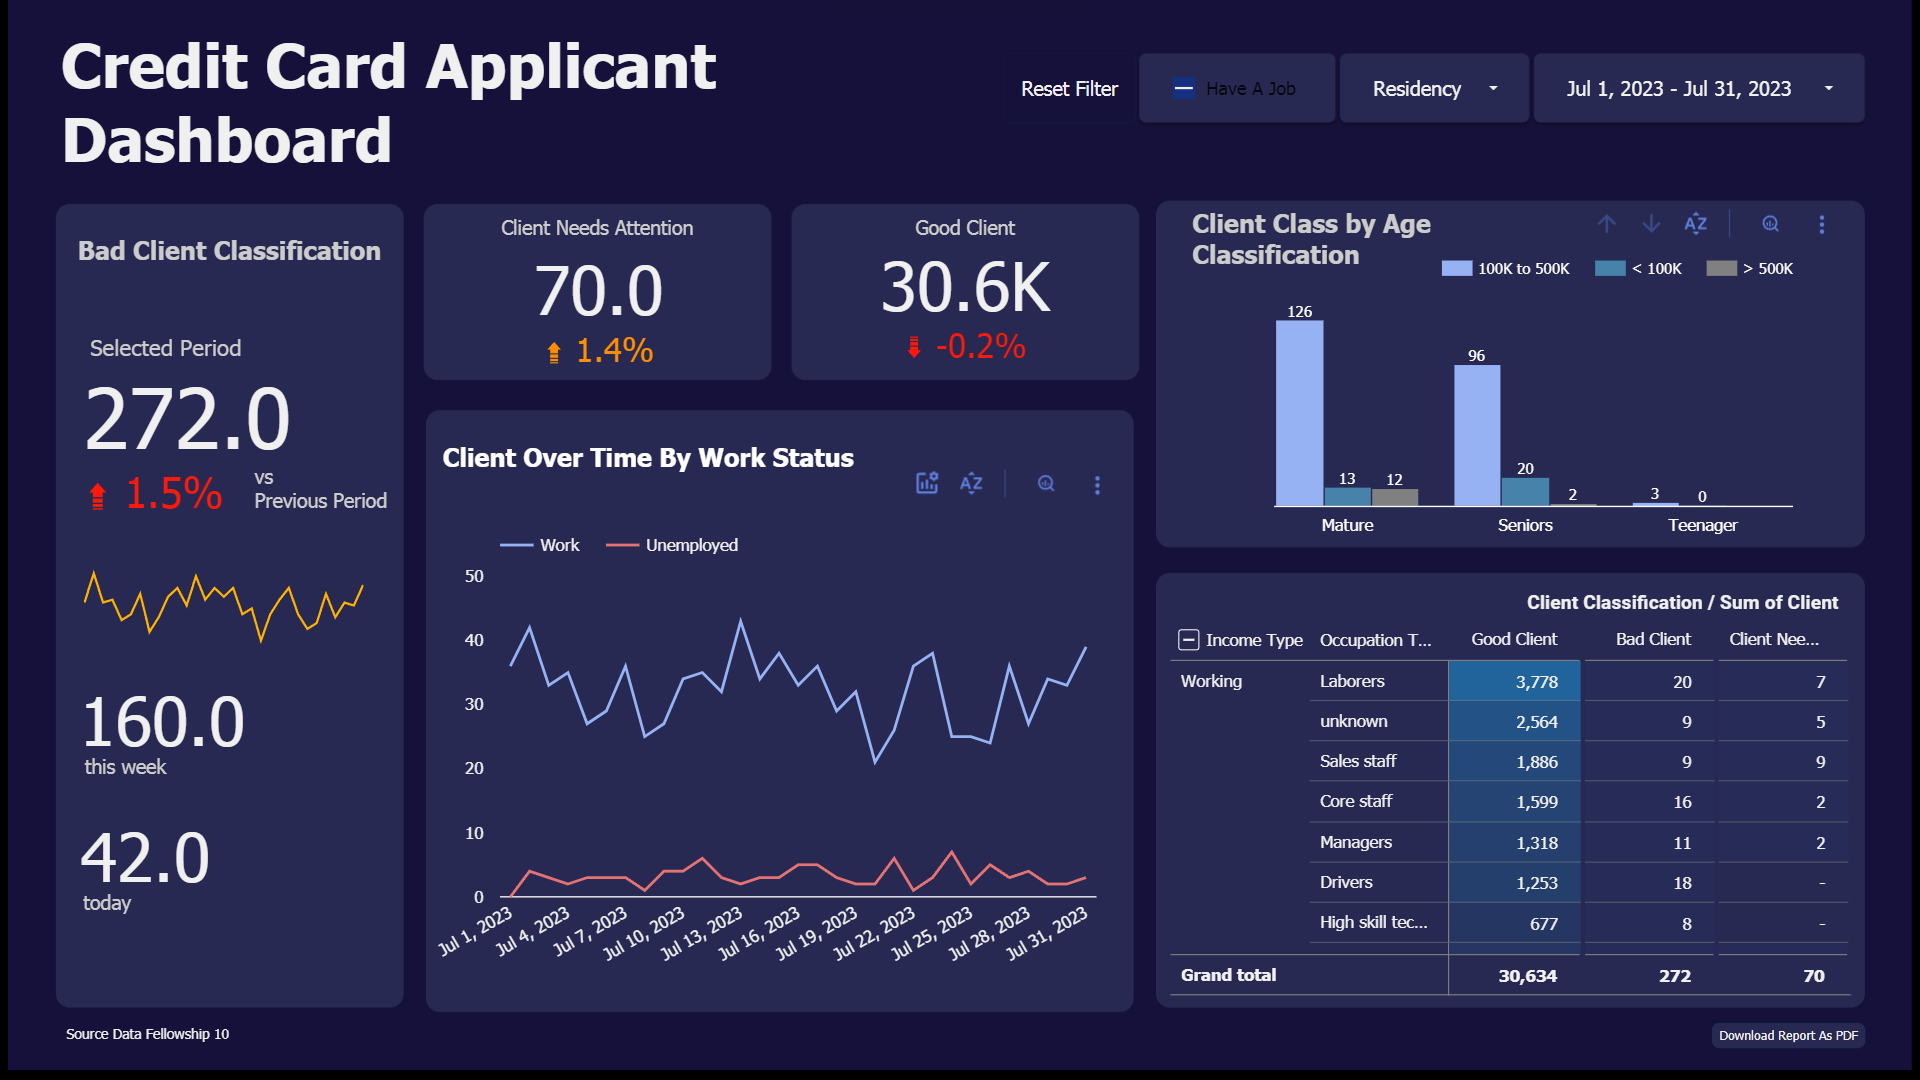 Credit Card Applicant
Dashboard
Reset Filter
Have A Job
Residency
Jul 1, 2023 - Jul 31, 2023
Bad Client Classification
Selected Period
272.0
1.5%
vs
Previous Period
160.0
this week
42.0
today
Client Needs Attention
70.0
1.4%
Good Client
30.6K
-0.2%
Client Over Time By Work Status
AZ
Work
Unemployed
50
40
30
20
10
0
Jul 1, 2023
Jul 4, 2023
Jul 7, 2023
Jul 10, 2023
Jul 13, 2023
Jul 16, 2023
Jul 19, 2023
Jul 22, 2023
Jul 25, 2023
Jul 28, 2023
Jul 31, 2023
Client Class by Age
Classification
AZ
100K to 500K
< 100K
> 500K
126
13
12
96
20
2
3
0
Mature
Seniors
Teenager
Client Classification / Sum of Client
Income Type Occupation T... Good Client Bad Client Client Nee...
Working Laborers 3,778 20 7
unknown 2,564 9 5
Sales staff 1,886 9 9
Core staff 1,599 16 2
Managers 1,318 11 2
Drivers 1,253 18 -
High skill tec... 677 8 -
Grand total 30,634 272 70
Source Data Fellowship 10
Download Report As PDF